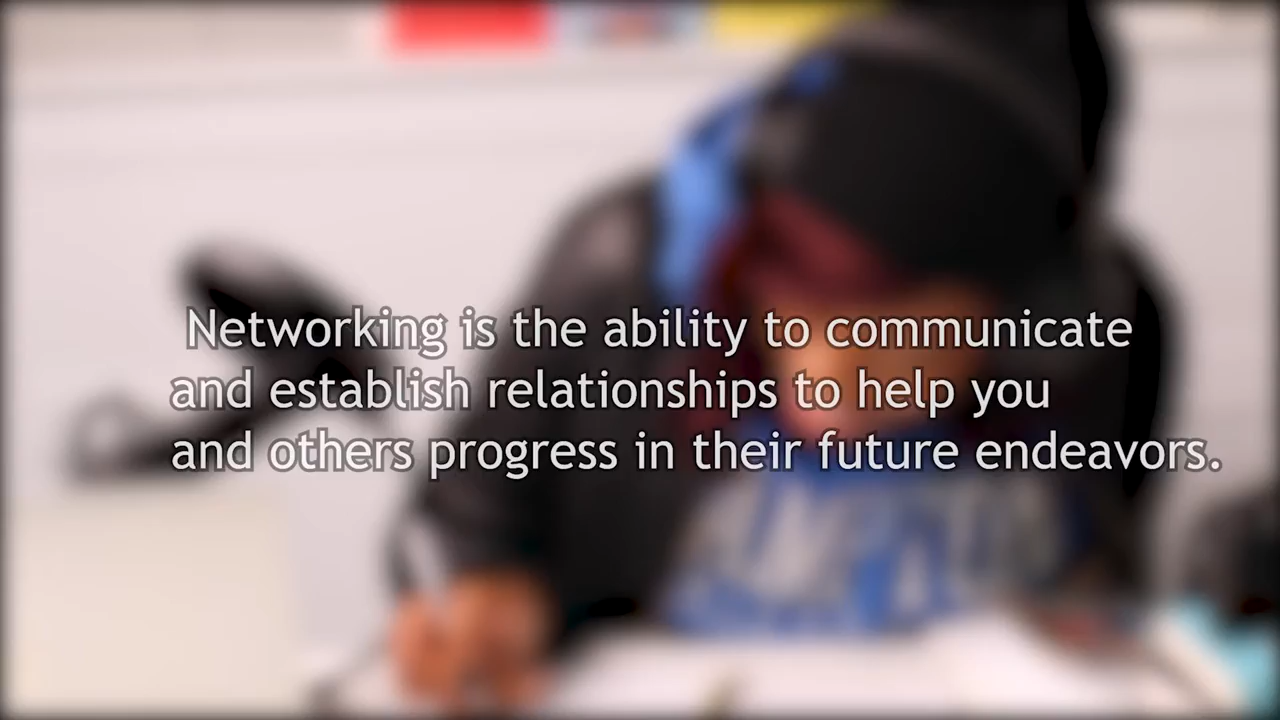 Networking is the ability to communicate
and establish relationships to help you
and others progress in their future endeavors.